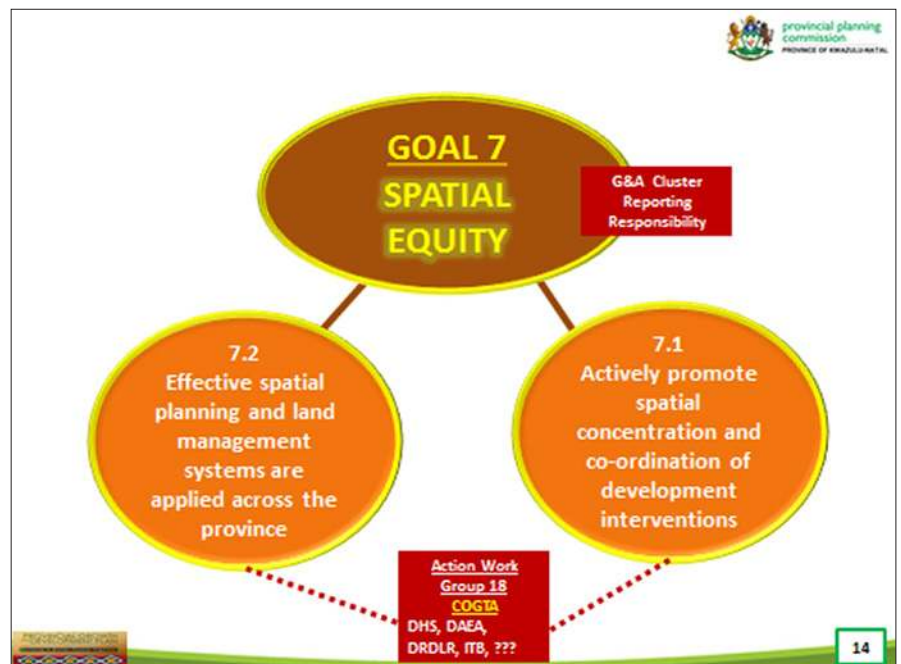 provincial planning
commission
PROVINCE OF KWAZULU-NATAL
GOAL 7
SPATIAL
EQUITY
G&A Cluster
Reporting
Responsibility
7.2
Effective spatial
planning and land
management
systems are
applied across the
province
7.1
Actively promote
spatial
concentration and
co-ordination of
development
interventions
Action Work
Group 18
COGTA
DHS, DAEA,
DRDLR, ITB, ???
14